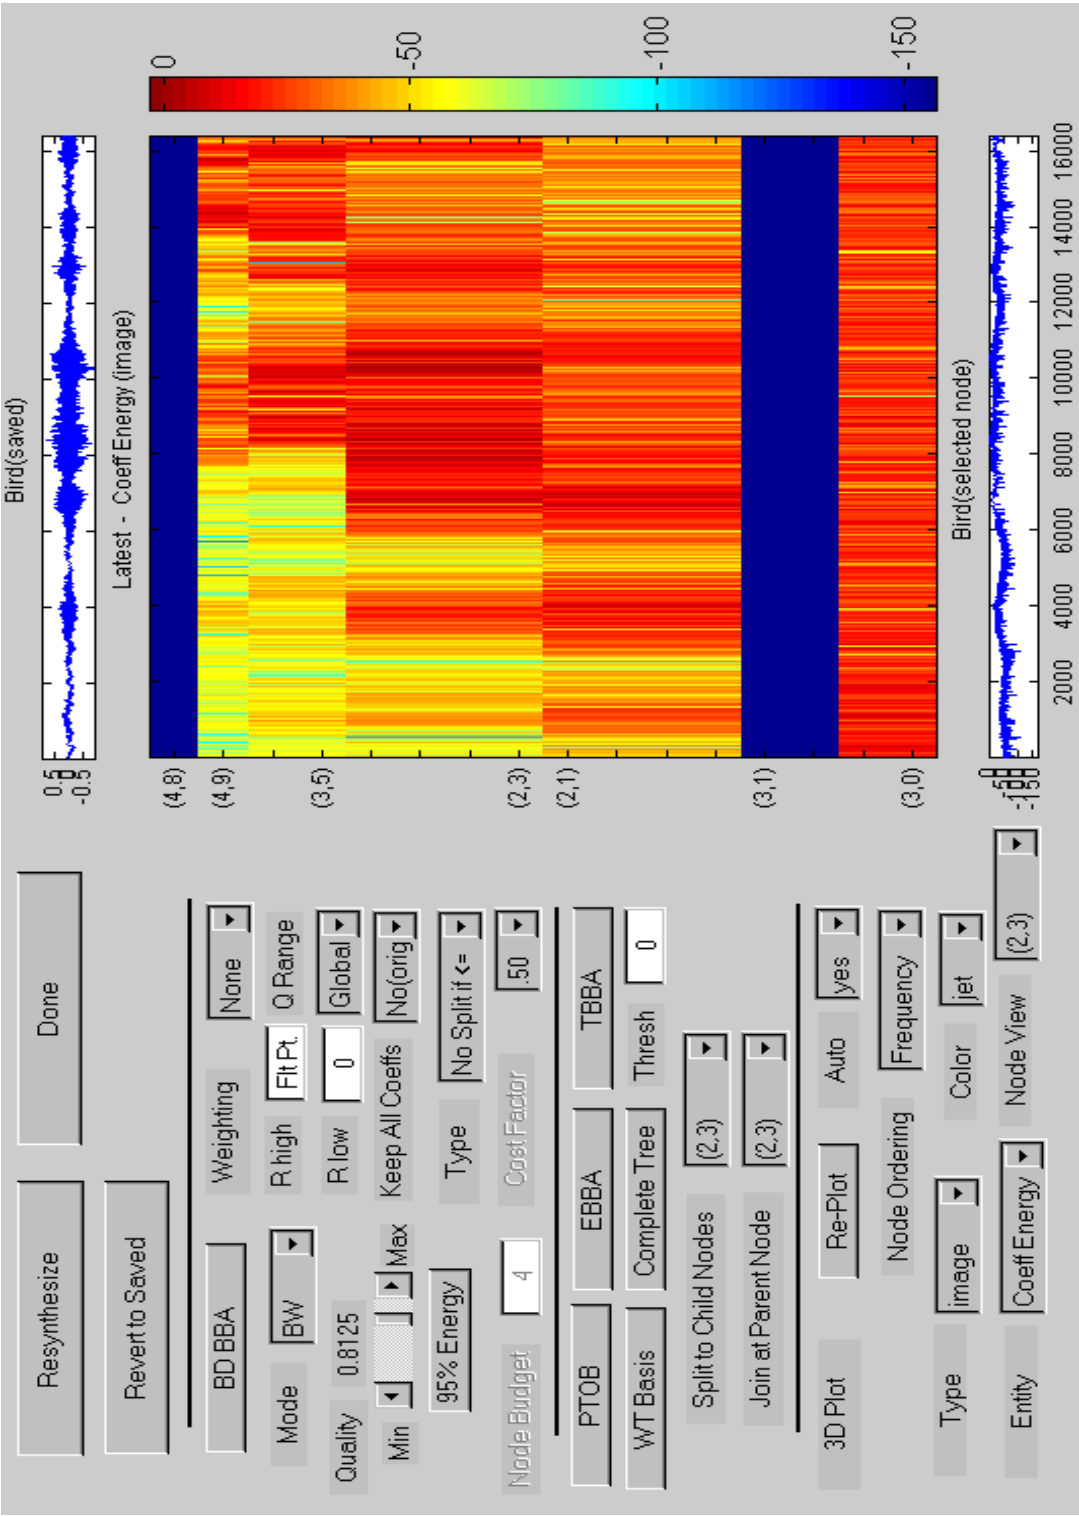 Resynthesize
Done
Revert to Saved
BD BBA
Weighting
None
Mode
BW
R high
Flt Pt.
Q Range
Quality
0.8125
R low
0
Global
Min
Max
Keep All Coeffs
No(orig
95% Energy
Type
No Split if <=
Node Budget
4
Cost Factor
.50
PTOB
EBBA
TBBA
WT Basis
Complete Tree
Thresh
0
Split to Child Nodes
(2,3)
Join at Parent Node
(2,3)
3D Plot
Re-Plot
Auto
yes
Node Ordering
Frequency
Type
image
Color
jet
Entity
Coeff Energy
Node View
(2,3)
Bird(saved)
0.5
0
-0.5
Latest - Coeff Energy (image)
(4,8)
(4,9)
(3,5)
(2,3)
(2,1)
(3,1)
(3,0)
0
-50
-100
-150
Bird(selected node)
-50
-100
-150
2000
4000
6000
8000
10000
12000
14000
16000